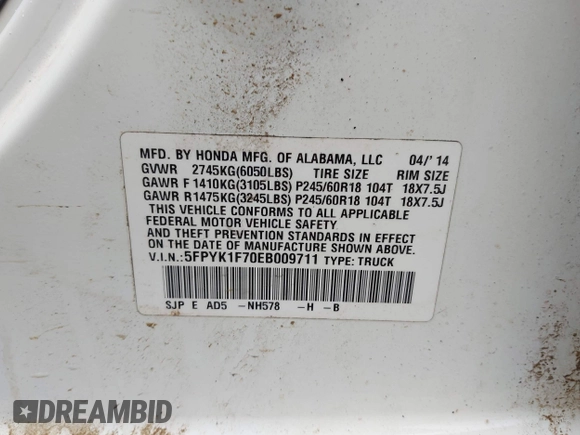 MFD. BY HONDA MFG. OF ALABAMA, LLC 04/'14
GVWR 2745KG(6050LBS) TIRE SIZE RIM SIZE
GAWR F 1410KG(3105LBS) P245/60R18 104T 18X7.5J
GAWR R1475KG(3245LBS) P245/60R18 104T 18X7.5J
THIS VEHICLE CONFORMS TO ALL APPLICABLE
FEDERAL MOTOR VEHICLE SAFETY
AND THEFT PREVENTION STANDARDS IN EFFECT
ON THE DATE OF MANUFACTURE SHOWN ABOVE.
V.I.N.:5FPYK1F70EB009711 TYPE: TRUCK
SJP E AD5 -NH578 -H -B
DREAMBID